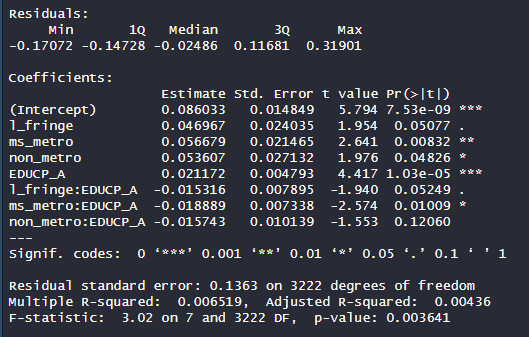 Residuals:
     Min       1Q   Median       3Q      Max
-0.17072 -0.14728 -0.02486  0.11681  0.31901
Coefficients:
                   Estimate Std. Error t value Pr(>|t|)
(Intercept)        0.086033   0.014849   5.794 7.53e-09 ***
l_fringe           0.046967   0.024035   1.954  0.05077 .
ms_metro           0.056679   0.021465   2.641  0.00832 **
non_metro          0.053607   0.027132   1.976  0.04826 *
EDUCP_A            0.021172   0.004793   4.417 1.03e-05 ***
l_fringe:EDUCP_A  -0.015316   0.007895  -1.940  0.05249 .
ms_metro:EDUCP_A  -0.018889   0.007338  -2.574  0.01009 *
non_metro:EDUCP_A -0.015743   0.010139  -1.553  0.12060
---
Signif. codes:  0 ‘***’ 0.001 ‘**’ 0.01 ‘*’ 0.05 ‘.’ 0.1 ‘ ’ 1
Residual standard error: 0.1363 on 3222 degrees of freedom
Multiple R-squared:  0.006519, Adjusted R-squared:  0.00436
F-statistic:  3.02 on 7 and 3222 DF,  p-value: 0.003641